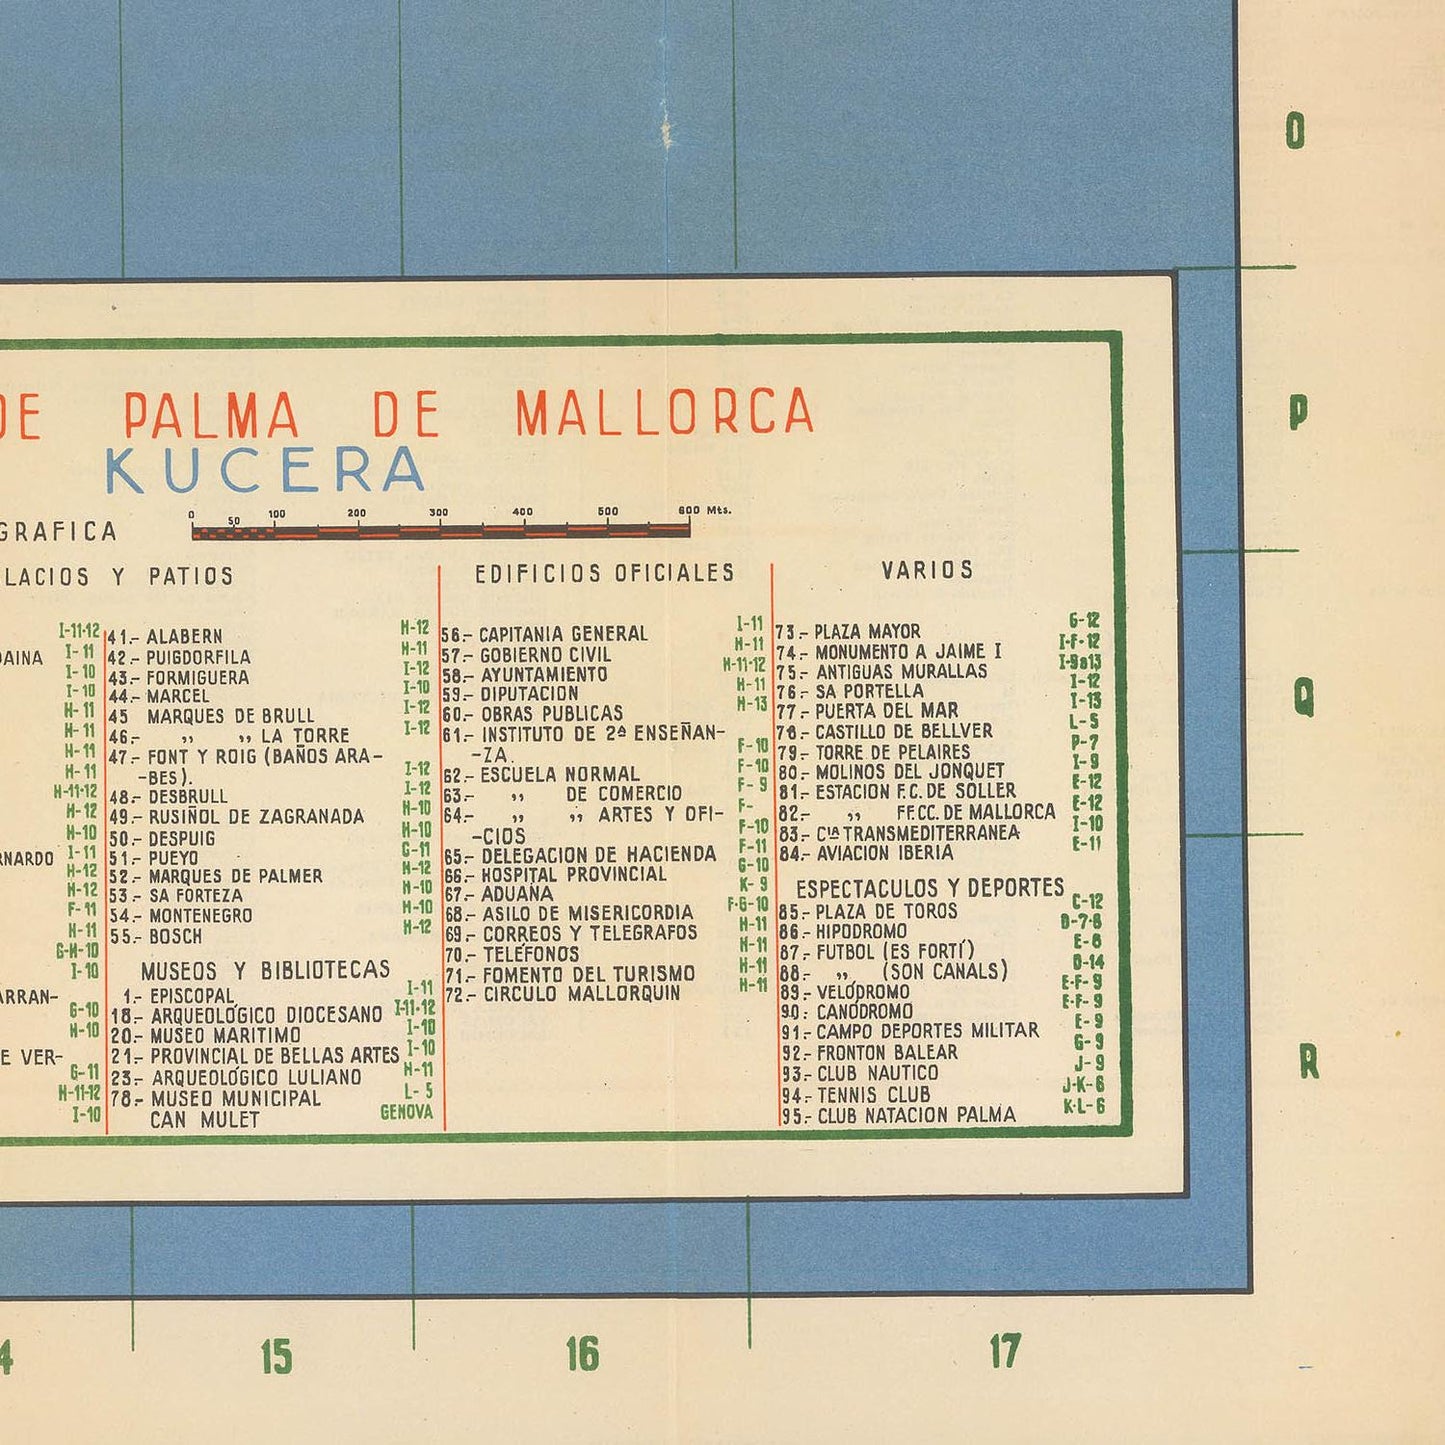 O
DE PALMA DE MALLORCA
P
KUCERA
GRAFICA
0 50 100 200 300 400 500 600 Mts.
LACIOS Y PATIOS
I-11-12
DAINA I-11
I-10
I-10
H-11
H-11
H-11
H-11
H-11-12
H-12
H-10
RNARDO I-11
H-12
H-12
F-11
H-11
G-H-10
I-10
ARRAN-
G-10
H-10
E VER-
G-11
H-11-12
I-10
41.- ALABERN H-12
42.- PUIGDORFILA H-11
43.- FORMIGUERA I-12
44.- MARCEL I-10
45 MARQUES DE BRULL I-12
46.- ,, ,, LA TORRE I-12
47.- FONT Y ROIG (BAÑOS ARA-
-BES). I-12
48.- DESBRULL I-12
49.- RUSIÑOL DE ZAGRANADA H-10
50.- DESPUIG H-10
51.- PUEYO G-11
52.- MARQUES DE PALMER H-12
53.- SA FORTEZA H-10
54.- MONTENEGRO H-10
55.- BOSCH H-12
MUSEOS Y BIBLIOTECAS
1.- EPISCOPAL I-11
18.- ARQUEOLÓGICO DIOCESANO I-11-12
20.- MUSEO MARITIMO I-10
21.- PROVINCIAL DE BELLAS ARTES I-10
23.- ARQUEOLÓGICO LULIANO H-11
78.- MUSEO MUNICIPAL L-5
CAN MULET GENOVA
EDIFICIOS OFICIALES
56.- CAPITANIA GENERAL I-11
57.- GOBIERNO CIVIL H-11
58.- AYUNTAMIENTO H-11-12
59.- DIPUTACION H-11
60.- OBRAS PUBLICAS H-13
61.- INSTITUTO DE 2ª ENSEÑAN-
-ZA. F-10
62.- ESCUELA NORMAL F-10
63.- ,, DE COMERCIO F-9
64.- ,, ,, ARTES Y OFI- F-
-CIOS F-10
65.- DELEGACION DE HACIENDA F-11
66.- HOSPITAL PROVINCIAL G-10
67.- ADUANA K-9
68.- ASILO DE MISERICORDIA F-G-10
69.- CORREOS Y TELEGRAFOS H-11
70.- TELÉFONOS H-11
71.- FOMENTO DEL TURISMO H-11
72.- CIRCULO MALLORQUIN H-11
VARIOS
73.- PLAZA MAYOR G-12
74.- MONUMENTO A JAIME I I-F-12
75.- ANTIGUAS MURALLAS I-9a13
76.- SA PORTELLA I-12
77.- PUERTA DEL MAR I-13
78.- CASTILLO DE BELLVER L-5
79.- TORRE DE PELAIRES P-7
80.- MOLINOS DEL JONQUET I-9
81.- ESTACION F.C. DE SOLLER E-12
82.- ,, FF.CC. DE MALLORCA E-12
83.- Cía TRANSMEDITERRANEA I-10
84.- AVIACION IBERIA E-11
ESPECTACULOS Y DEPORTES
85.- PLAZA DE TOROS C-12
86.- HIPODROMO B-7-8
87.- FUTBOL (ES FORTÍ) E-8
88.- ,, (SON CANALS) D-14
89.- VELÓDROMO E-F-9
90.- CANÓDROMO E-F-9
91.- CAMPO DEPORTES MILITAR E-9
92.- FRONTON BALEAR G-9
93.- CLUB NAUTICO J-9
94.- TENNIS CLUB J-K-6
95.- CLUB NATACION PALMA K-L-6
Q
R
4 15 16 17